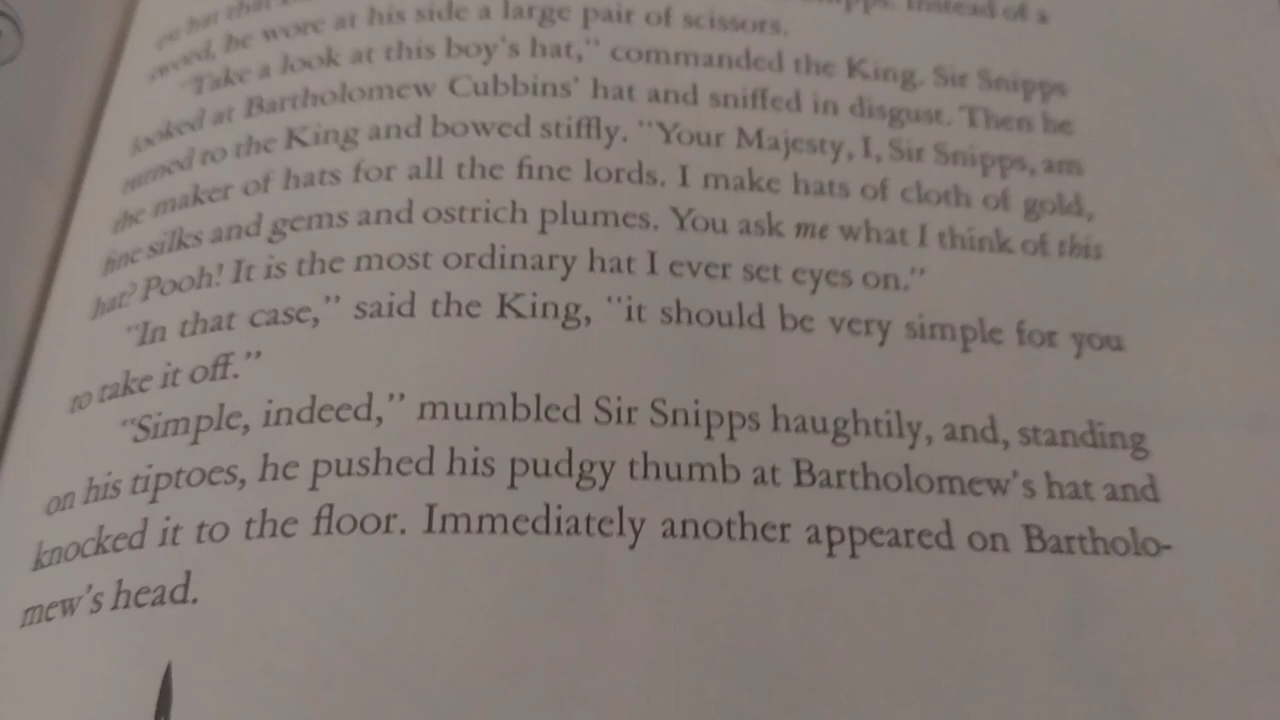 hat that
Instead of a
sword, he wore at his side a large pair of scissors.
"Take a look at this boy's hat," commanded the King. Sir Snipps
looked at Bartholomew Cubbins' hat and sniffed in disgust. Then he
turned to the King and bowed stiffly. "Your Majesty, I, Sir Snipps, am
the maker of hats for all the fine lords. I make hats of cloth of gold,
fine silks and gems and ostrich plumes. You ask me what I think of this
hat? Pooh! It is the most ordinary hat I ever set eyes on."
"In that case," said the King, "it should be very simple for you
to take it off."
"Simple, indeed," mumbled Sir Snipps haughtily, and, standing
on his tiptoes, he pushed his pudgy thumb at Bartholomew's hat and
knocked it to the floor. Immediately another appeared on Bartholo-
mew's head.